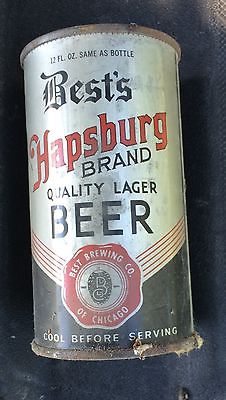 12 FL. OZ. SAME AS BOTTLE
Best's
Hapsburg
BRAND
QUALITY LAGER
BEER
BEST BREWING CO.
B
OF CHICAGO
COOL BEFORE SERVING